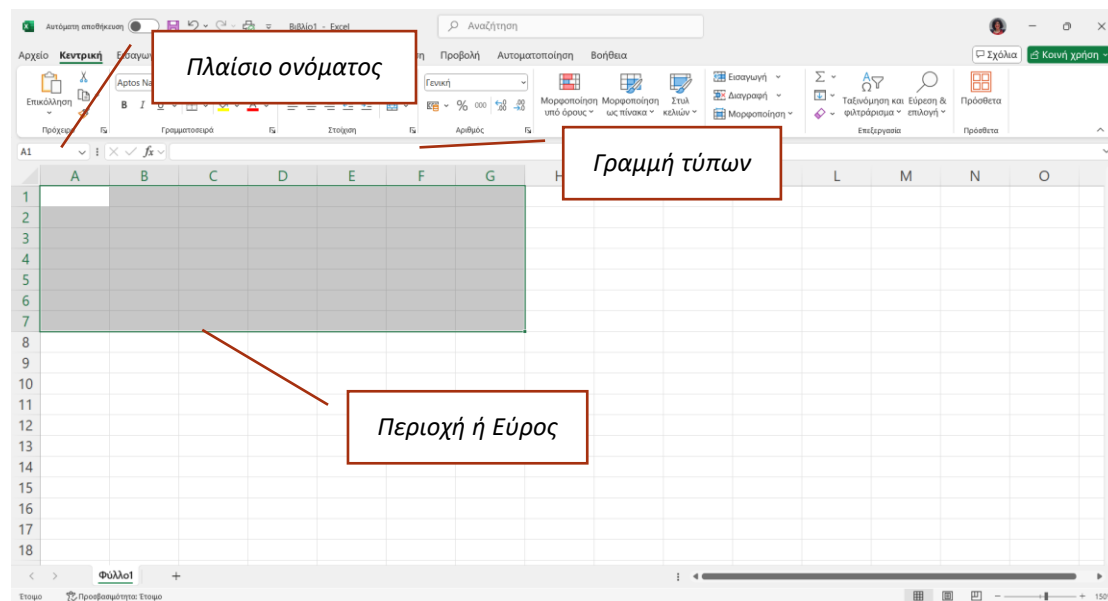 Αυτόματη αποθήκευση Βιβλίο1 - Excel Αναζήτηση
Αρχείο Κεντρική Προβολή Αυτοματοποίηση Βοήθεια Σχόλια Κοινή χρήση
Πλαίσιο ονόματος
Επικόλληση Aptos Na B I Γενική % 000
Μορφοποίηση υπό όρους Μορφοποίηση ως πίνακα Στυλ κελιών
Εισαγωγή
Διαγραφή
Μορφοποίηση
Ταξινόμηση και φιλτράρισμα Εύρεση & επιλογή Πρόσθετα
Πρόχειρο Γραμματοσειρά Στοίχιση Αριθμός Επεξεργασία Πρόσθετα
A1 fx
Γραμμή τύπων
A B C D E F G H L M N O
1
2
3
4
5
6
7
8
9
10
11
12
13
14
15
16
17
18
Περιοχή ή Εύρος
Φύλλο1 +
Έτοιμο Προσβασιμότητα: Έτοιμο